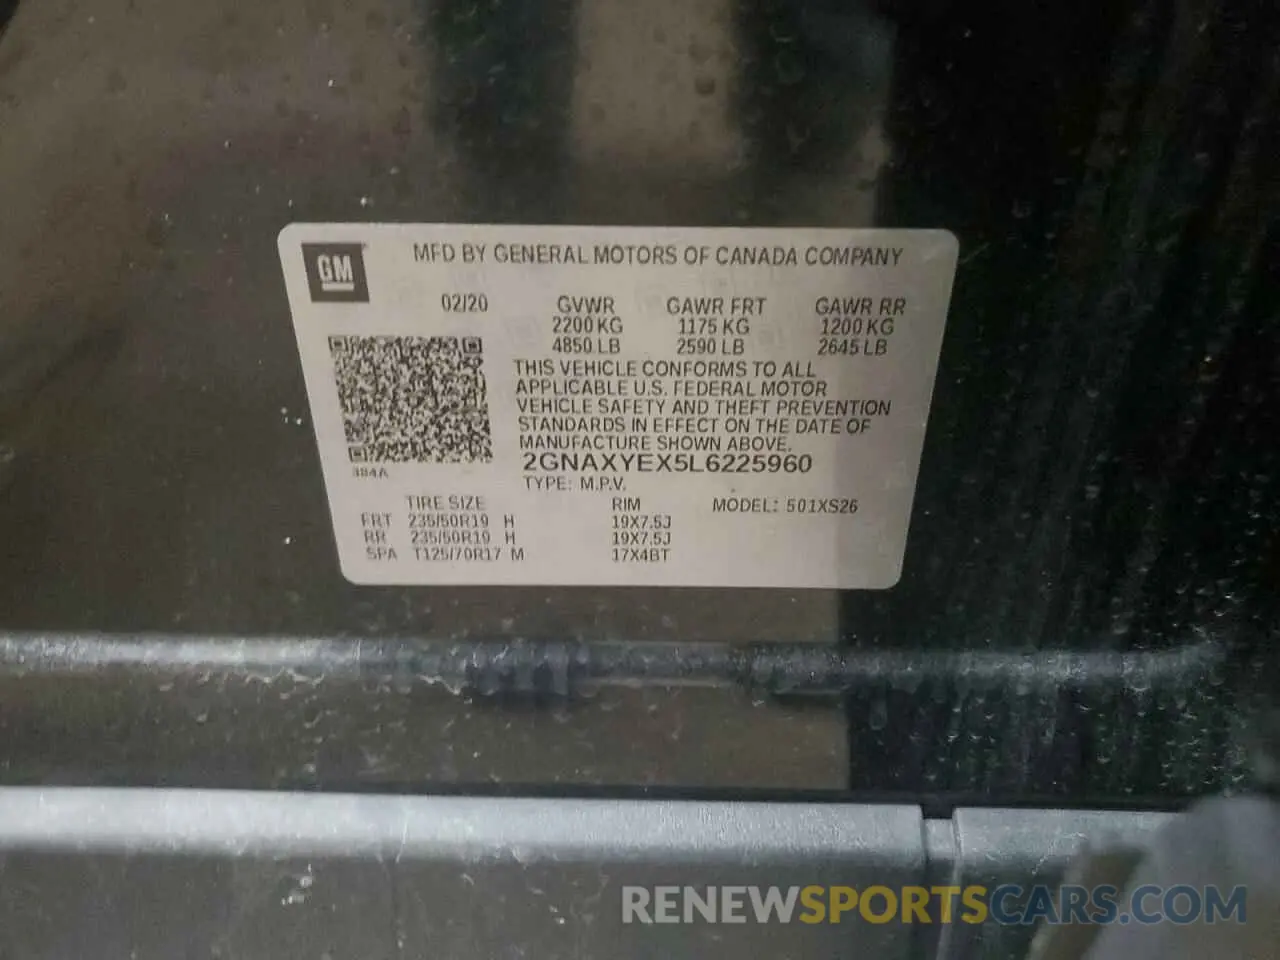 GM
MFD BY GENERAL MOTORS OF CANADA COMPANY
02/20 GVWR GAWR FRT GAWR RR
2200 KG 1175 KG 1200 KG
4850 LB 2590 LB 2645 LB
THIS VEHICLE CONFORMS TO ALL
APPLICABLE U.S. FEDERAL MOTOR
VEHICLE SAFETY AND THEFT PREVENTION
STANDARDS IN EFFECT ON THE DATE OF
MANUFACTURE SHOWN ABOVE.
384A
2GNAXYEX5L6225960
TYPE: M.P.V.
TIRE SIZE RIM MODEL: 501XS26
FRT 235/50R19 H 19X7.5J
RR 235/50R19 H 19X7.5J
SPA T125/70R17 M 17X4BT
RENEWSPORTSCARS.COM